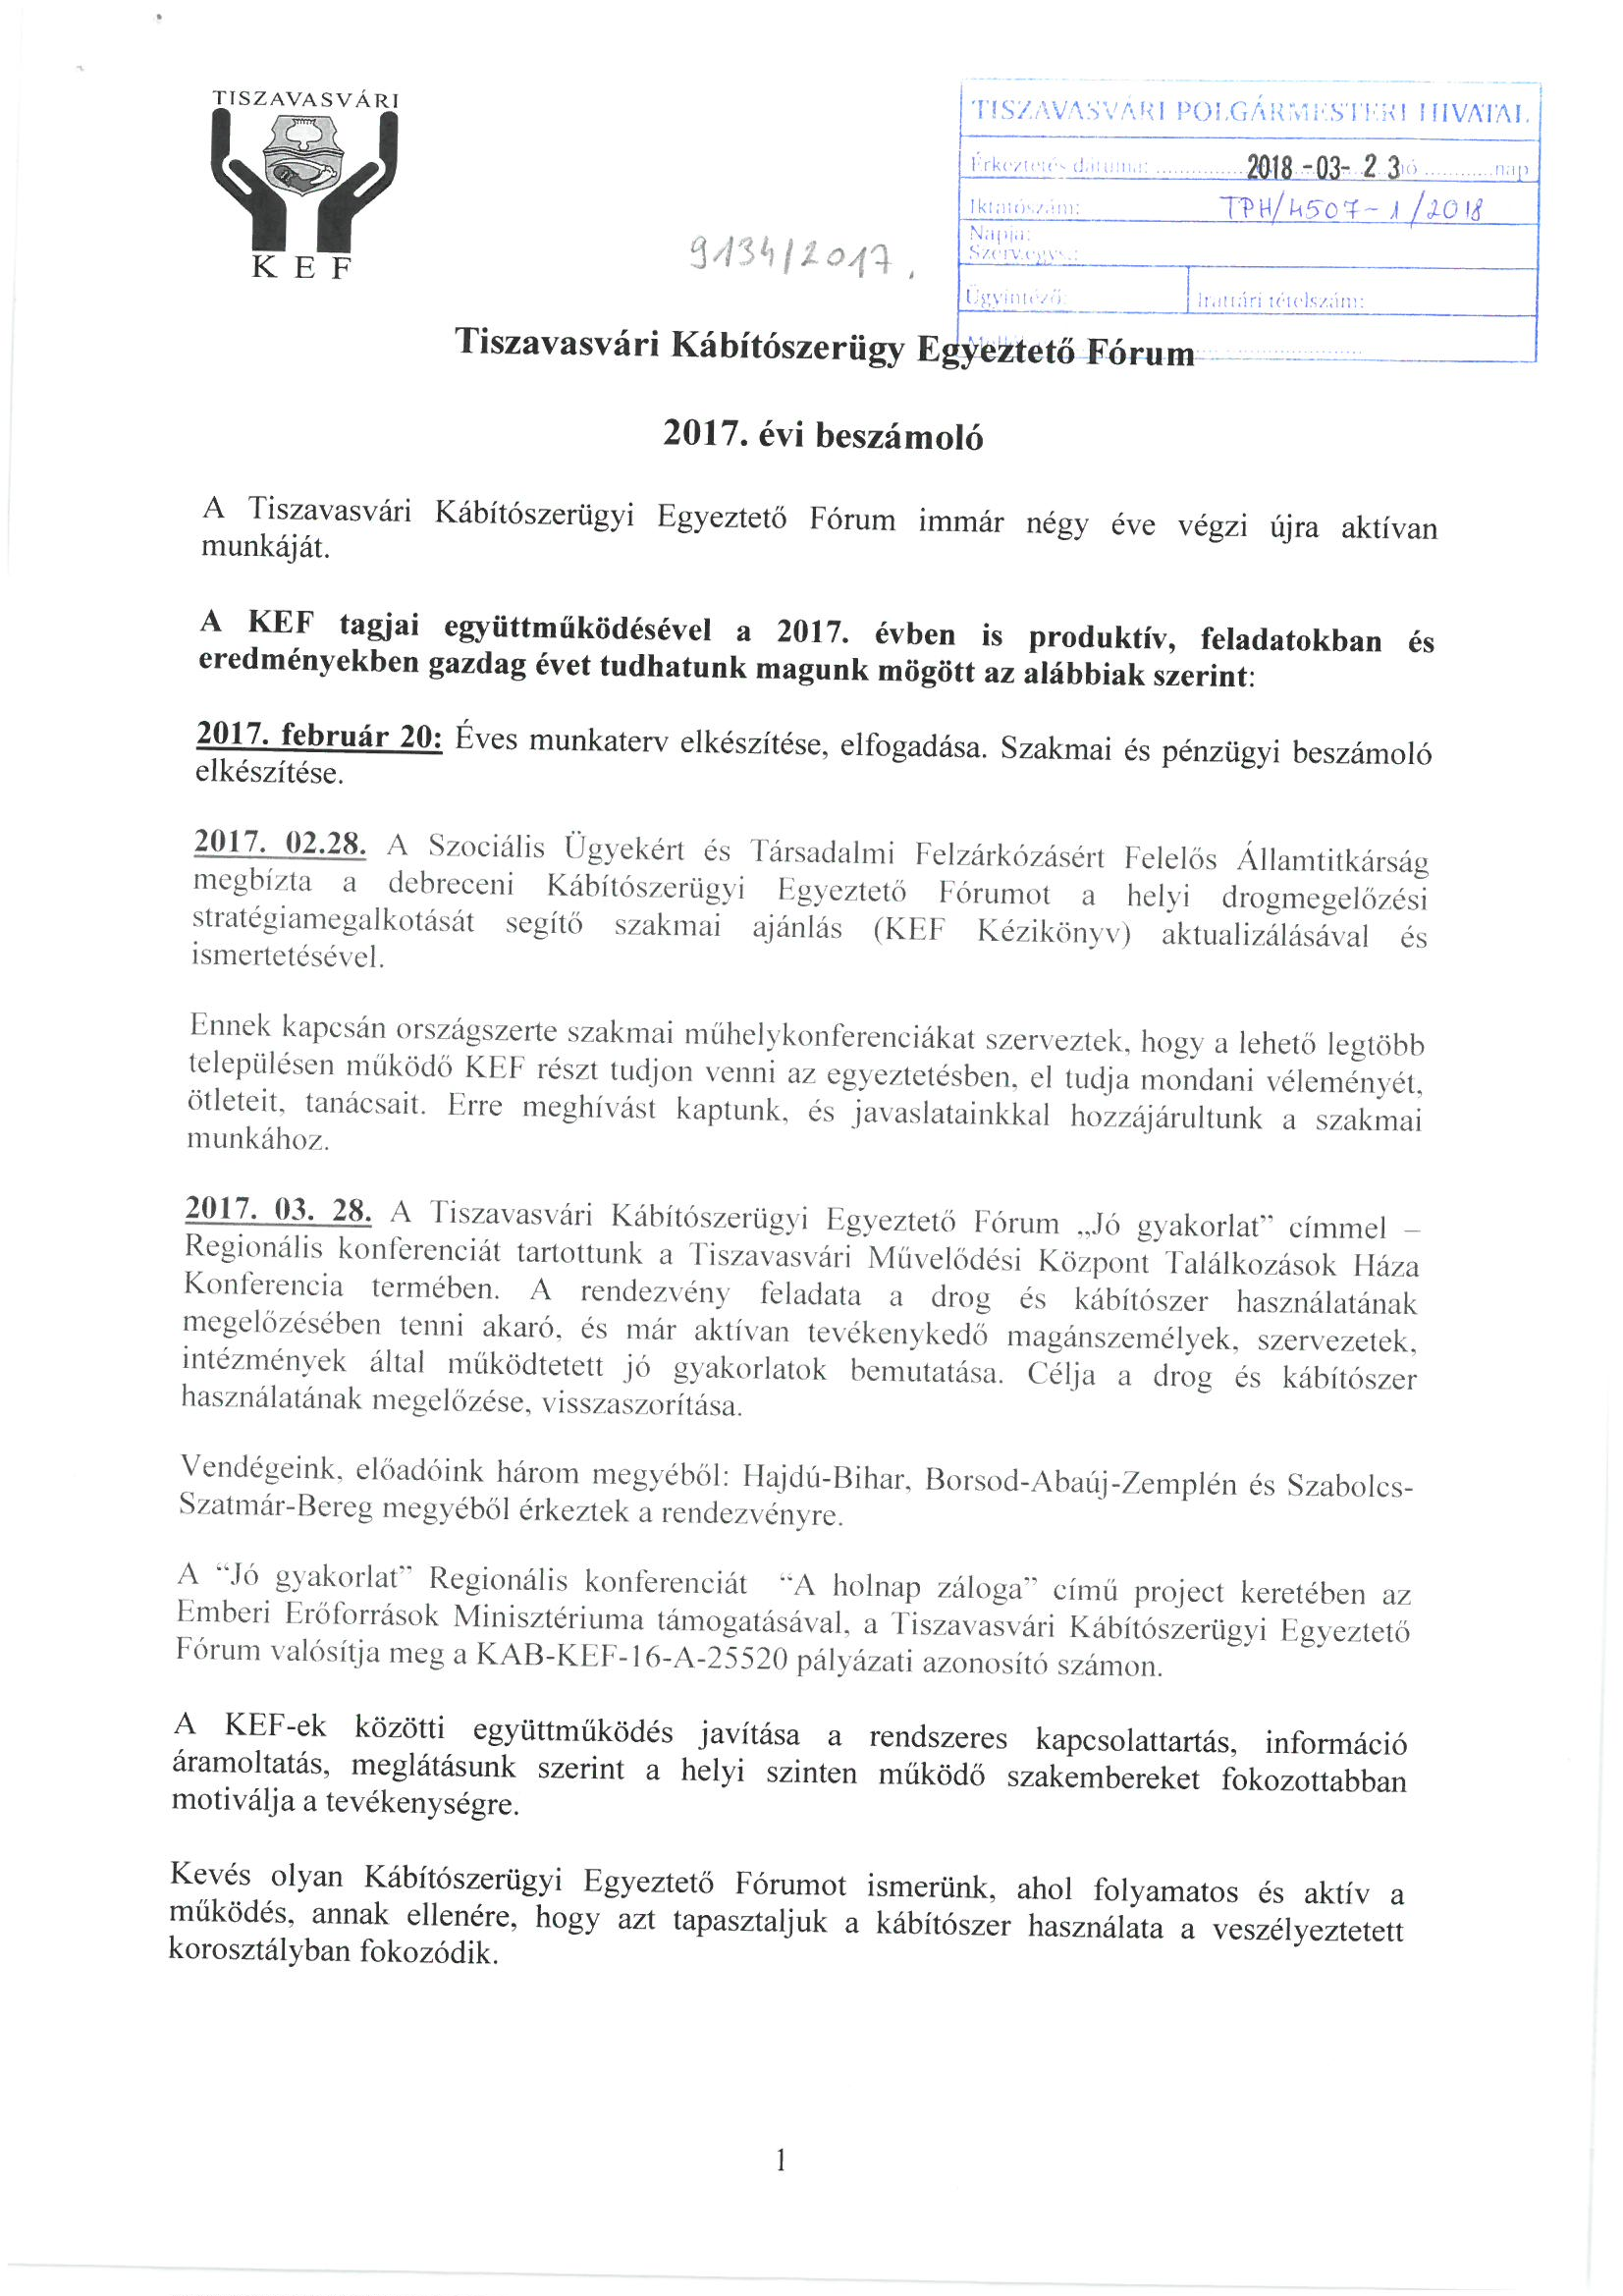 TISZAVASVÁRI
K E F
TISZAVASVÁRI POLGÁRMESTERI HIVATAL
Érkeztetés dátuma: 2018 -03- 2 3 nap
Iktatószám: TPH/4507-1/2018
Napja:
Szerv.egys.:
Ügyintéző: Irattári tételszám:
9134/2017.
Tiszavasvári Kábítószerügy Egyeztető Fórum
2017. évi beszámoló
A Tiszavasvári Kábítószerügyi Egyeztető Fórum immár négy éve végzi újra aktívan
munkáját.
A KEF tagjai együttműködésével a 2017. évben is produktív, feladatokban és
eredményekben gazdag évet tudhatunk magunk mögött az alábbiak szerint:
2017. február 20: Éves munkaterv elkészítése, elfogadása. Szakmai és pénzügyi beszámoló
elkészítése.
2017. 02.28. A Szociális Ügyekért és Társadalmi Felzárkózásért Felelős Államtitkárság
megbízta a debreceni Kábítószerügyi Egyeztető Fórumot a helyi drogmegelőzési
stratégiamegalkotását segítő szakmai ajánlás (KEF Kézikönyv) aktualizálásával és
ismertetésével.
Ennek kapcsán országszerte szakmai műhelykonferenciákat szerveztek, hogy a lehető legtöbb
településen működő KEF részt tudjon venni az egyeztetésben, el tudja mondani véleményét,
ötleteit, tanácsait. Erre meghívást kaptunk, és javaslatainkkal hozzájárultunk a szakmai
munkához.
2017. 03. 28. A Tiszavasvári Kábítószerügyi Egyeztető Fórum „Jó gyakorlat” címmel –
Regionális konferenciát tartottunk a Tiszavasvári Művelődési Központ Találkozások Háza
Konferencia termében. A rendezvény feladata a drog és kábítószer használatának
megelőzésében tenni akaró, és már aktívan tevékenykedő magánszemélyek, szervezetek,
intézmények által működtetett jó gyakorlatok bemutatása. Célja a drog és kábítószer
használatának megelőzése, visszaszorítása.
Vendégeink, előadóink három megyéből: Hajdú-Bihar, Borsod-Abaúj-Zemplén és Szabolcs-
Szatmár-Bereg megyéből érkeztek a rendezvényre.
A “Jó gyakorlat” Regionális konferenciát “A holnap záloga” című project keretében az
Emberi Erőforrások Minisztériuma támogatásával, a Tiszavasvári Kábítószerügyi Egyeztető
Fórum valósítja meg a KAB-KEF-16-A-25520 pályázati azonosító számon.
A KEF-ek közötti együttműködés javítása a rendszeres kapcsolattartás, információ
áramoltatás, meglátásunk szerint a helyi szinten működő szakembereket fokozottabban
motiválja a tevékenységre.
Kevés olyan Kábítószerügyi Egyeztető Fórumot ismerünk, ahol folyamatos és aktív a
működés, annak ellenére, hogy azt tapasztaljuk a kábítószer használata a veszélyeztetett
korosztályban fokozódik.
1